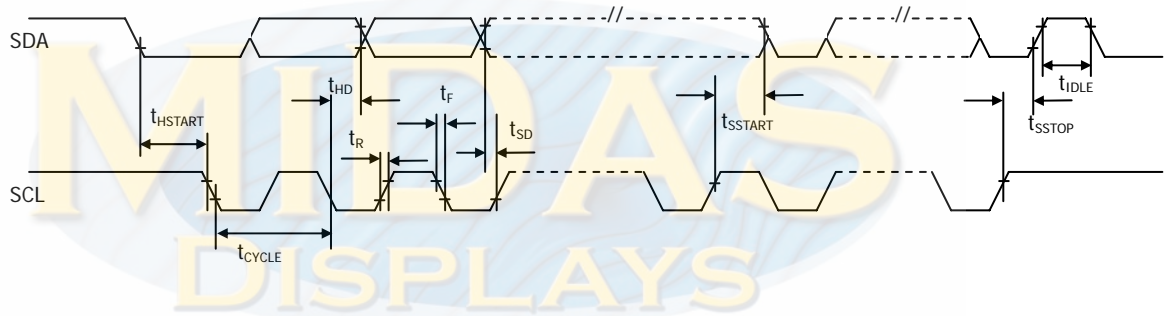 SDA
//
//
tHD
tF
tIDLE
tHSTART
tSSTART
tSSTOP
tR
tSD
SCL
tCYCLE
MIDAS
DISPLAYS